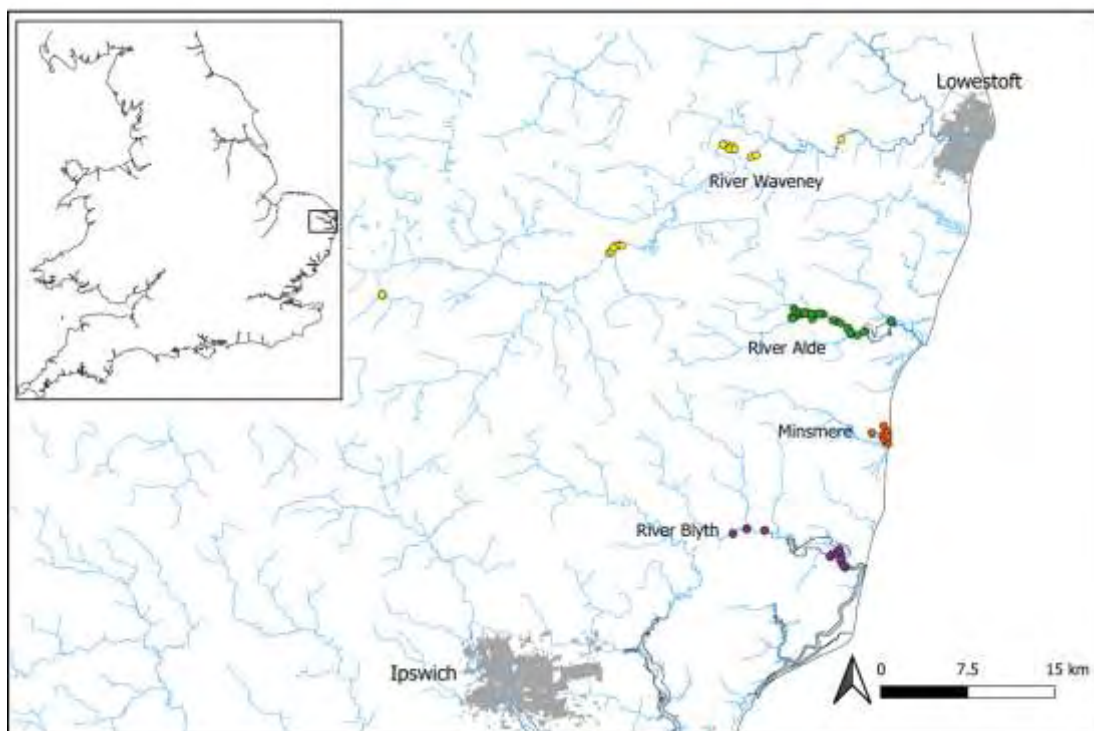 Lowestoft
River Waveney
River Alde
Minsmere
River Blyth
Ipswich
0 7.5 15 km